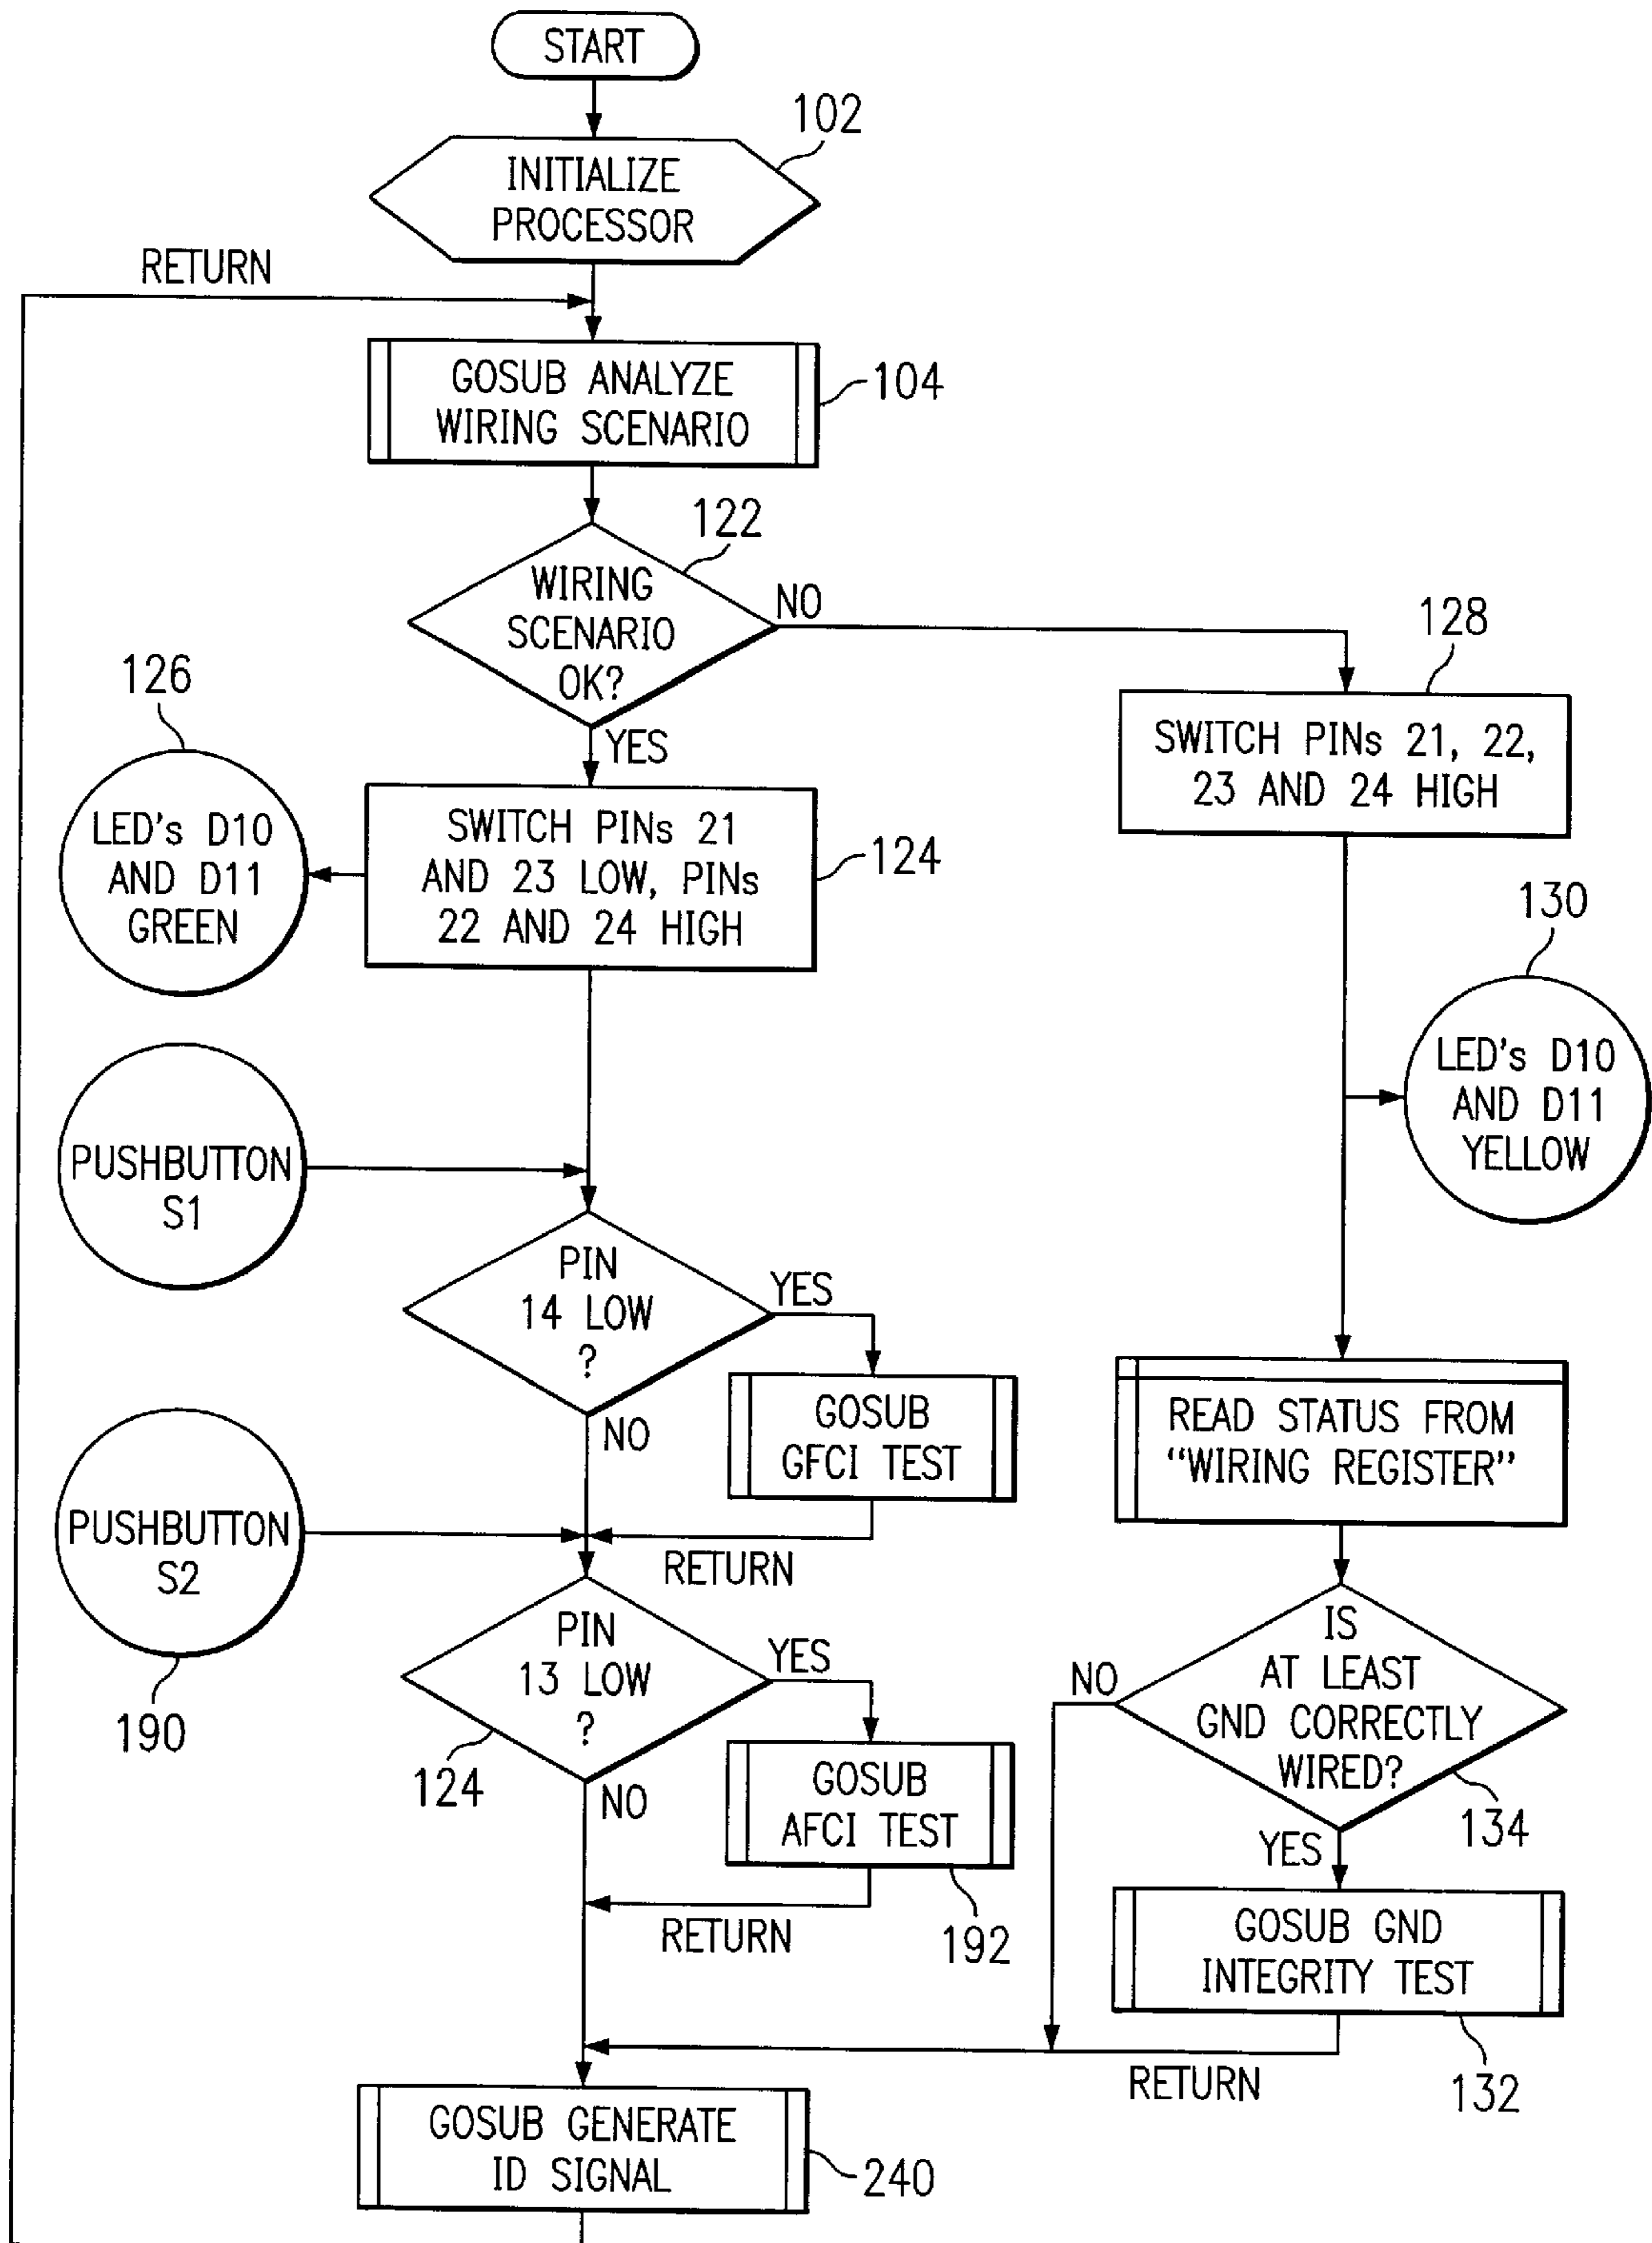 START
102
INITIALIZE
PROCESSOR
RETURN
GOSUB ANALYZE
WIRING SCENARIO
104
122
WIRING
SCENARIO
OK?
NO
YES
128
SWITCH PINs 21, 22,
23 AND 24 HIGH
126
LED's D10
AND D11
GREEN
SWITCH PINs 21
AND 23 LOW, PINs
22 AND 24 HIGH
124
130
LED's D10
AND D11
YELLOW
PUSHBUTTON
S1
PIN
14 LOW
?
YES
NO
GOSUB
GFCI TEST
RETURN
READ STATUS FROM
“WIRING REGISTER”
PUSHBUTTON
S2
190
PIN
13 LOW
?
YES
124
NO
GOSUB
AFCI TEST
RETURN
192
IS
AT LEAST
GND CORRECTLY
WIRED?
NO
134
YES
GOSUB GND
INTEGRITY TEST
RETURN
132
GOSUB GENERATE
ID SIGNAL
240